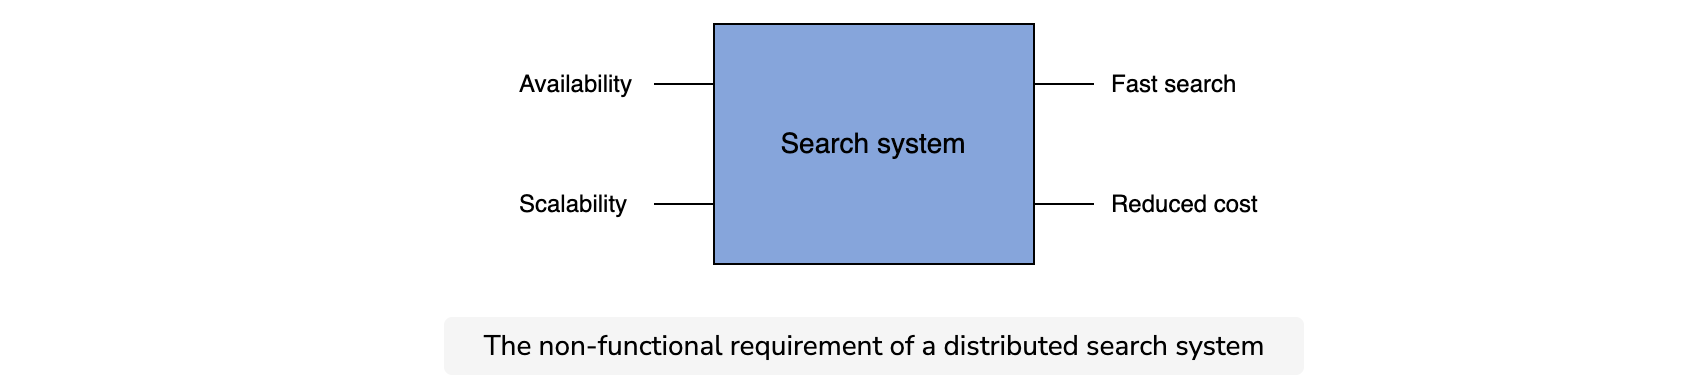 Availability
Fast search
Search system
Scalability
Reduced cost
The non-functional requirement of a distributed search system